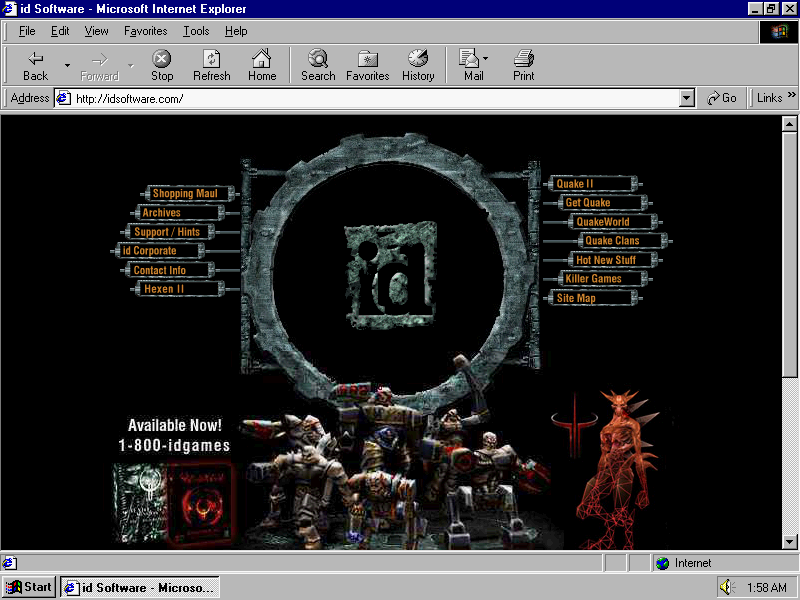 id Software - Microsoft Internet Explorer
File Edit View Favorites Tools Help
Back Forward Stop Refresh Home Search Favorites History Mail Print
Address http://idsoftware.com/ Go Links »
Shopping Maul
Archives
Support / Hints
id Corporate
Contact Info
Hexen II
id
Quake II
Get Quake
QuakeWorld
Quake Clans
Hot New Stuff
Killer Games
Site Map
Available Now!
1-800-idgames
Internet
Start id Software - Microso... 1:58 AM